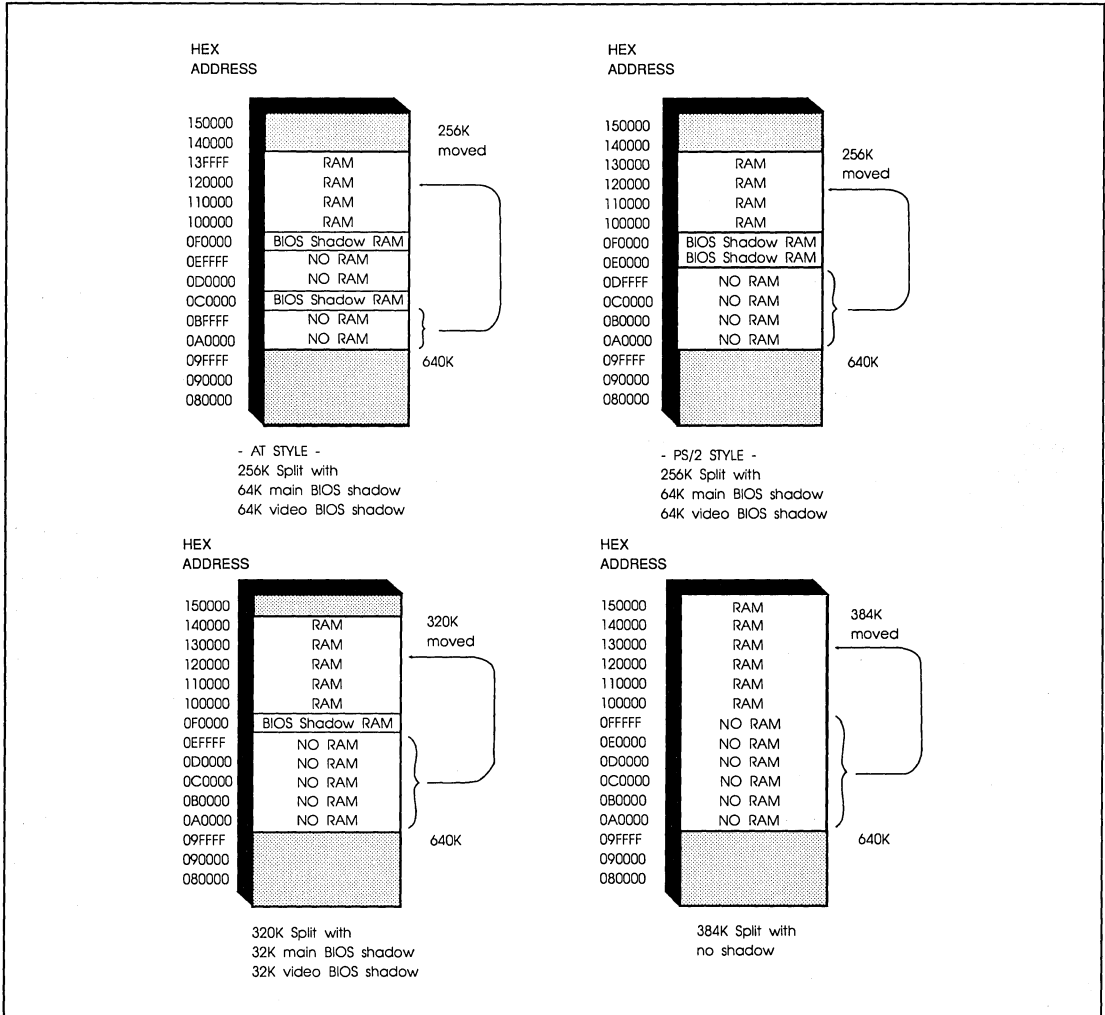 HEX
ADDRESS
150000
140000
13FFFF RAM
120000 RAM
110000 RAM
100000 RAM
0F0000 BIOS Shadow RAM
0EFFFF NO RAM
0D0000 NO RAM
0C0000 BIOS Shadow RAM
0BFFFF NO RAM
0A0000 NO RAM
09FFFF
090000
080000
256K
moved
640K
- AT STYLE -
256K Split with
64K main BIOS shadow
64K video BIOS shadow
HEX
ADDRESS
150000
140000
130000 RAM
120000 RAM
110000 RAM
100000 RAM
0F0000 BIOS Shadow RAM
0E0000 BIOS Shadow RAM
0DFFFF NO RAM
0C0000 NO RAM
0B0000 NO RAM
0A0000 NO RAM
09FFFF
090000
080000
256K
moved
640K
- PS/2 STYLE -
256K Split with
64K main BIOS shadow
64K video BIOS shadow
HEX
ADDRESS
150000
140000 RAM
130000 RAM
120000 RAM
110000 RAM
100000 RAM
0F0000 BIOS Shadow RAM
0EFFFF NO RAM
0D0000 NO RAM
0C0000 NO RAM
0B0000 NO RAM
0A0000 NO RAM
09FFFF
090000
080000
320K
moved
640K
320K Split with
32K main BIOS shadow
32K video BIOS shadow
HEX
ADDRESS
150000 RAM
140000 RAM
130000 RAM
120000 RAM
110000 RAM
100000 RAM
0FFFFF NO RAM
0E0000 NO RAM
0D0000 NO RAM
0C0000 NO RAM
0B0000 NO RAM
0A0000 NO RAM
09FFFF
090000
080000
384K
moved
640K
384K Split with
no shadow